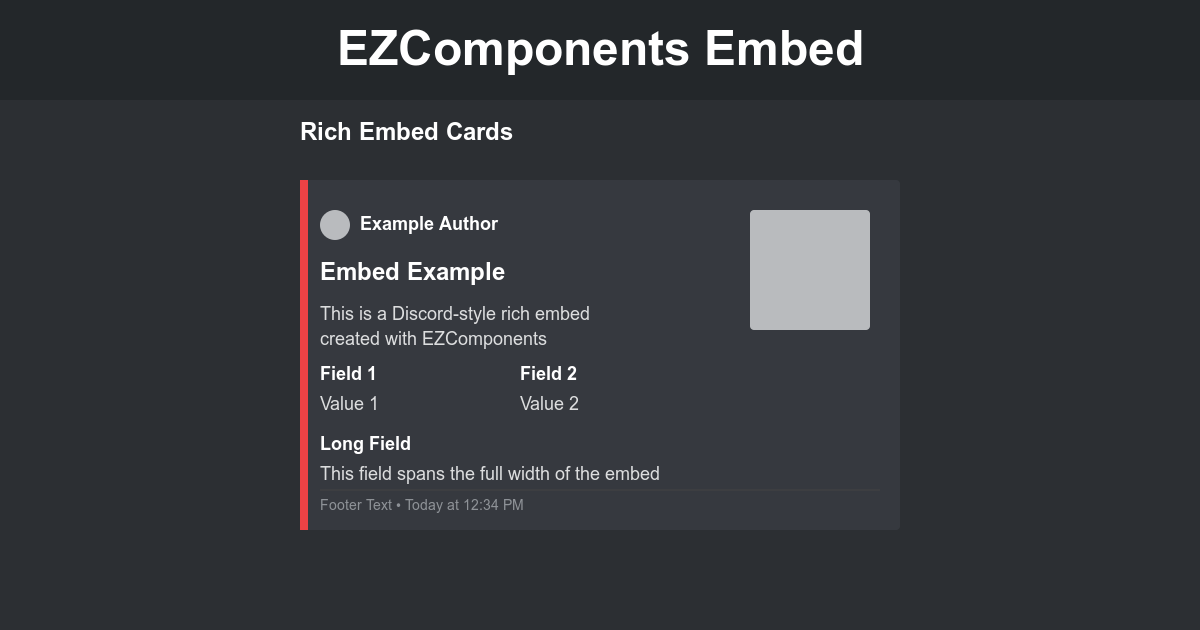 EZComponents Embed
Rich Embed Cards
Example Author
Embed Example
This is a Discord-style rich embed
created with EZComponents
Field 1 Field 2
Value 1 Value 2
Long Field
This field spans the full width of the embed
Footer Text • Today at 12:34 PM